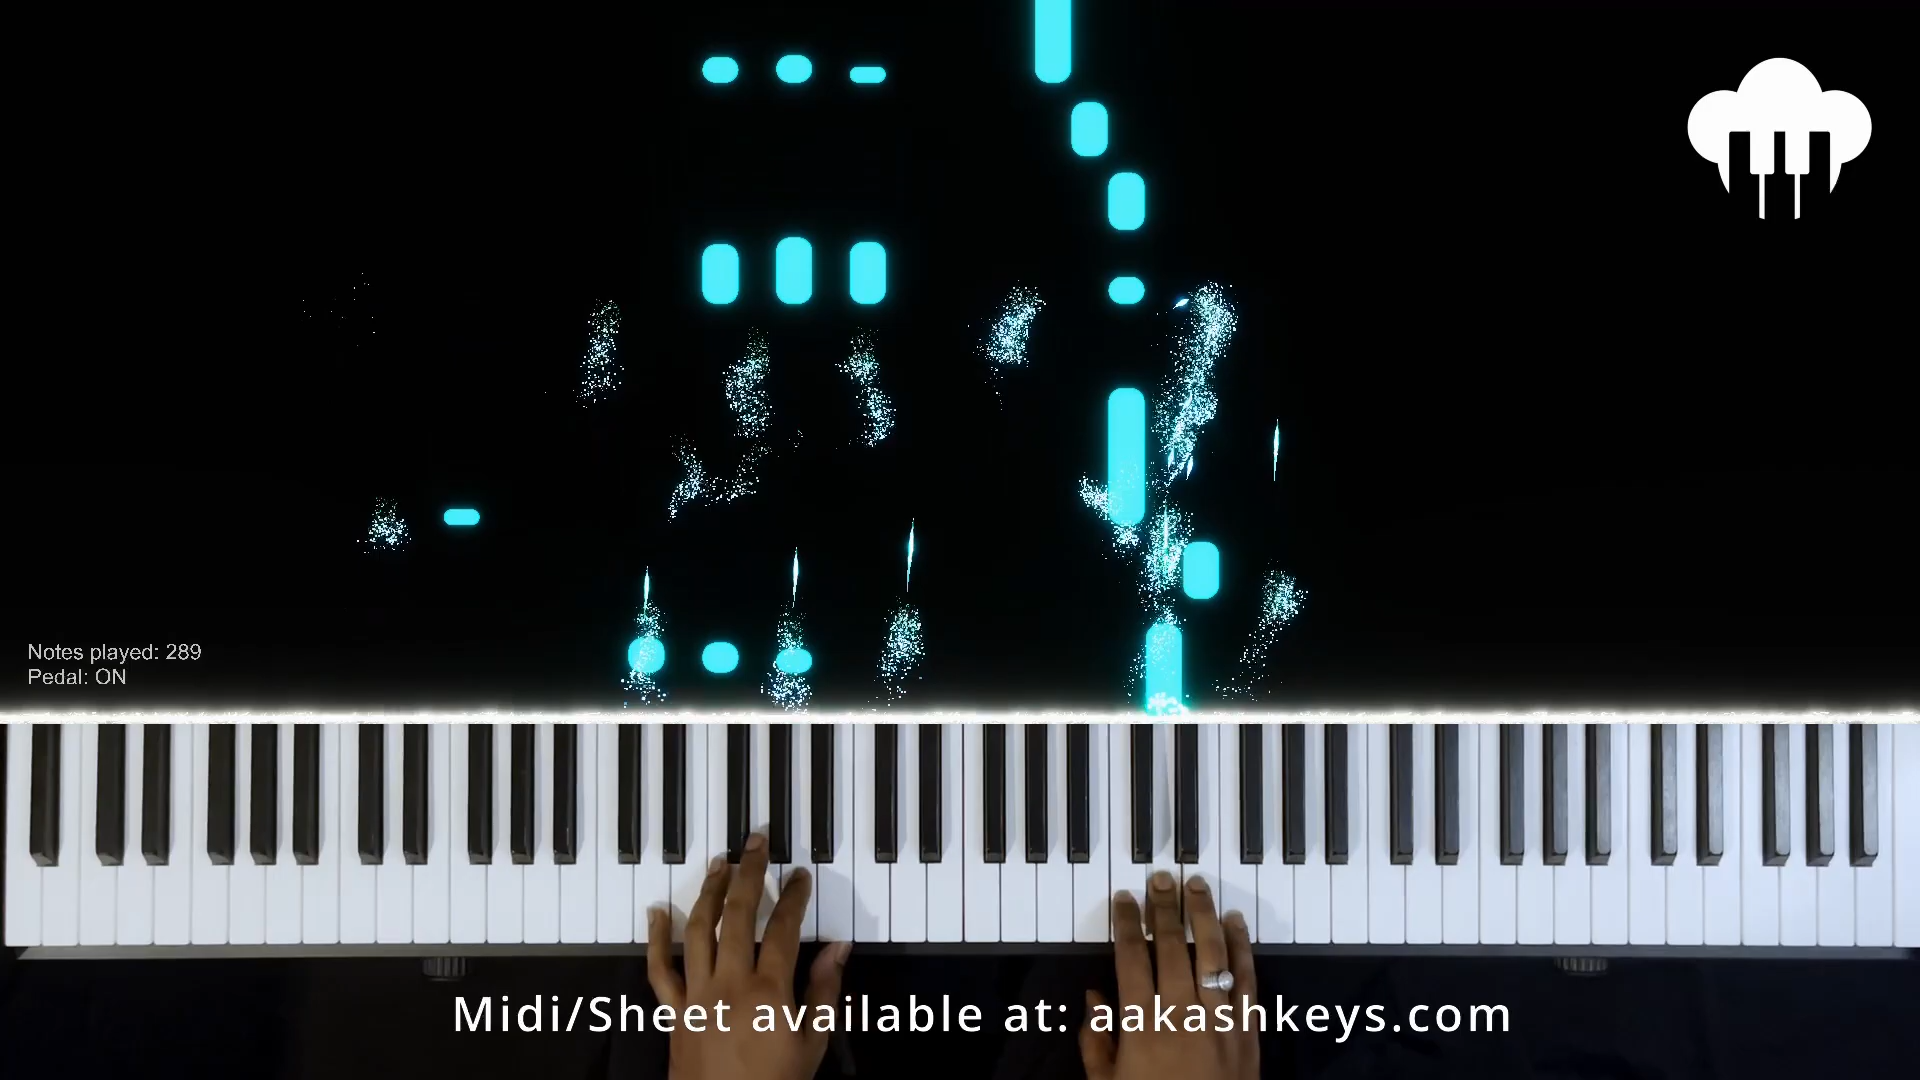 Notes played: 289
Pedal: ON
Midi/Sheet available at: aakashkeys.com